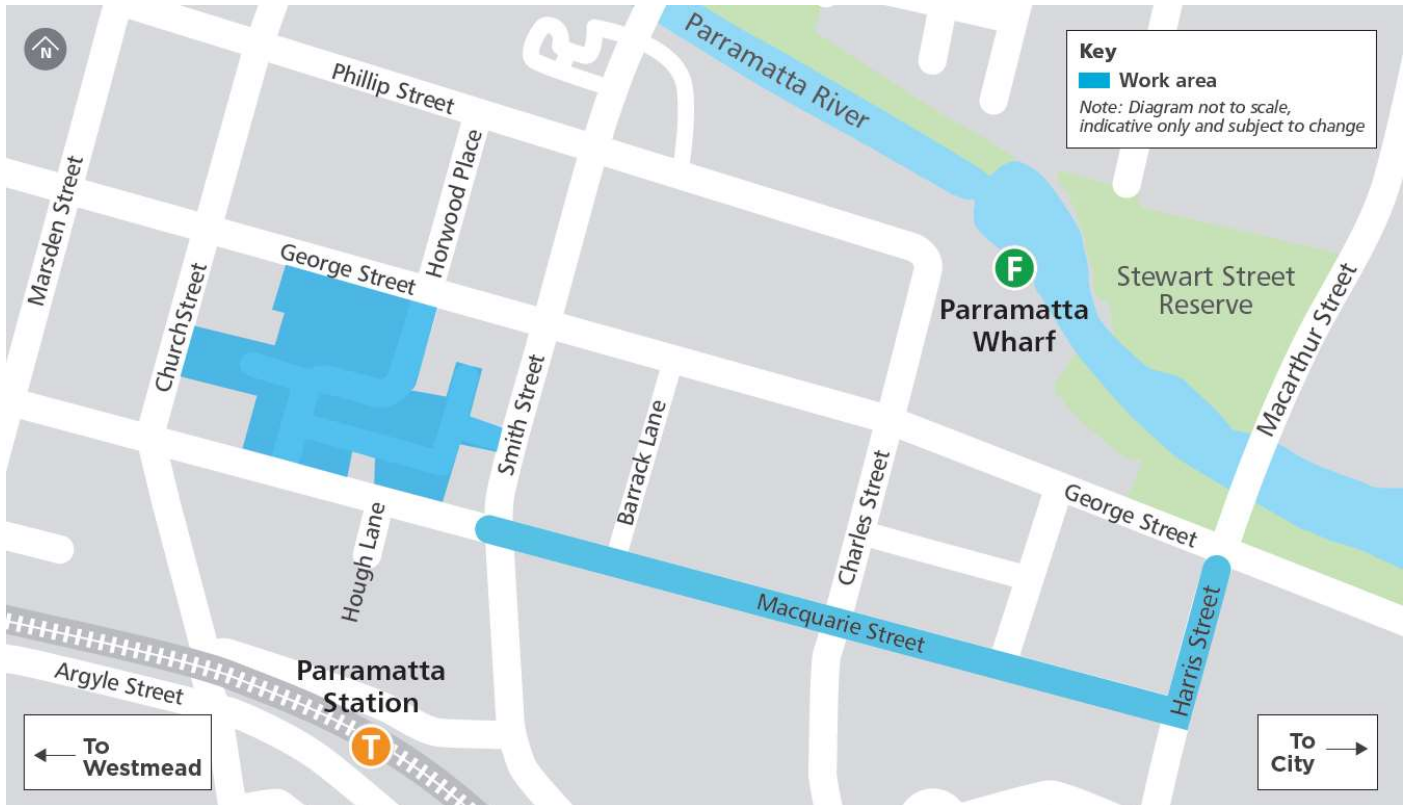 N
Parramatta River
Key
Work area
Note: Diagram not to scale,
indicative only and subject to change
Phillip Street
Horwood Place
Marsden Street
George Street
ChurchStreet
F
Parramatta
Wharf
Stewart Street
Reserve
Macarthur Street
Smith Street
Barrack Lane
Charles Street
George Street
Hough Lane
Macquarie Street
Harris Street
Parramatta
Station
T
Argyle Street
To
Westmead
To
City